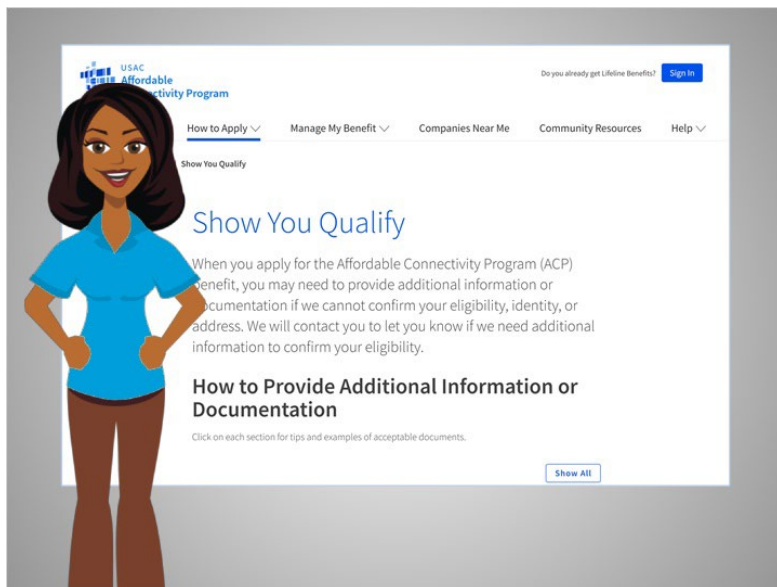 USAC
Affordable
Connectivity Program
Do you already get Lifeline Benefits?
Sign In
How to Apply
Manage My Benefit
Companies Near Me
Community Resources
Help
Show You Qualify
Show You Qualify
When you apply for the Affordable Connectivity Program (ACP)
benefit, you may need to provide additional information or
documentation if we cannot confirm your eligibility, identity, or
address. We will contact you to let you know if we need additional
information to confirm your eligibility.
How to Provide Additional Information or
Documentation
Click on each section for tips and examples of acceptable documents.
Show All